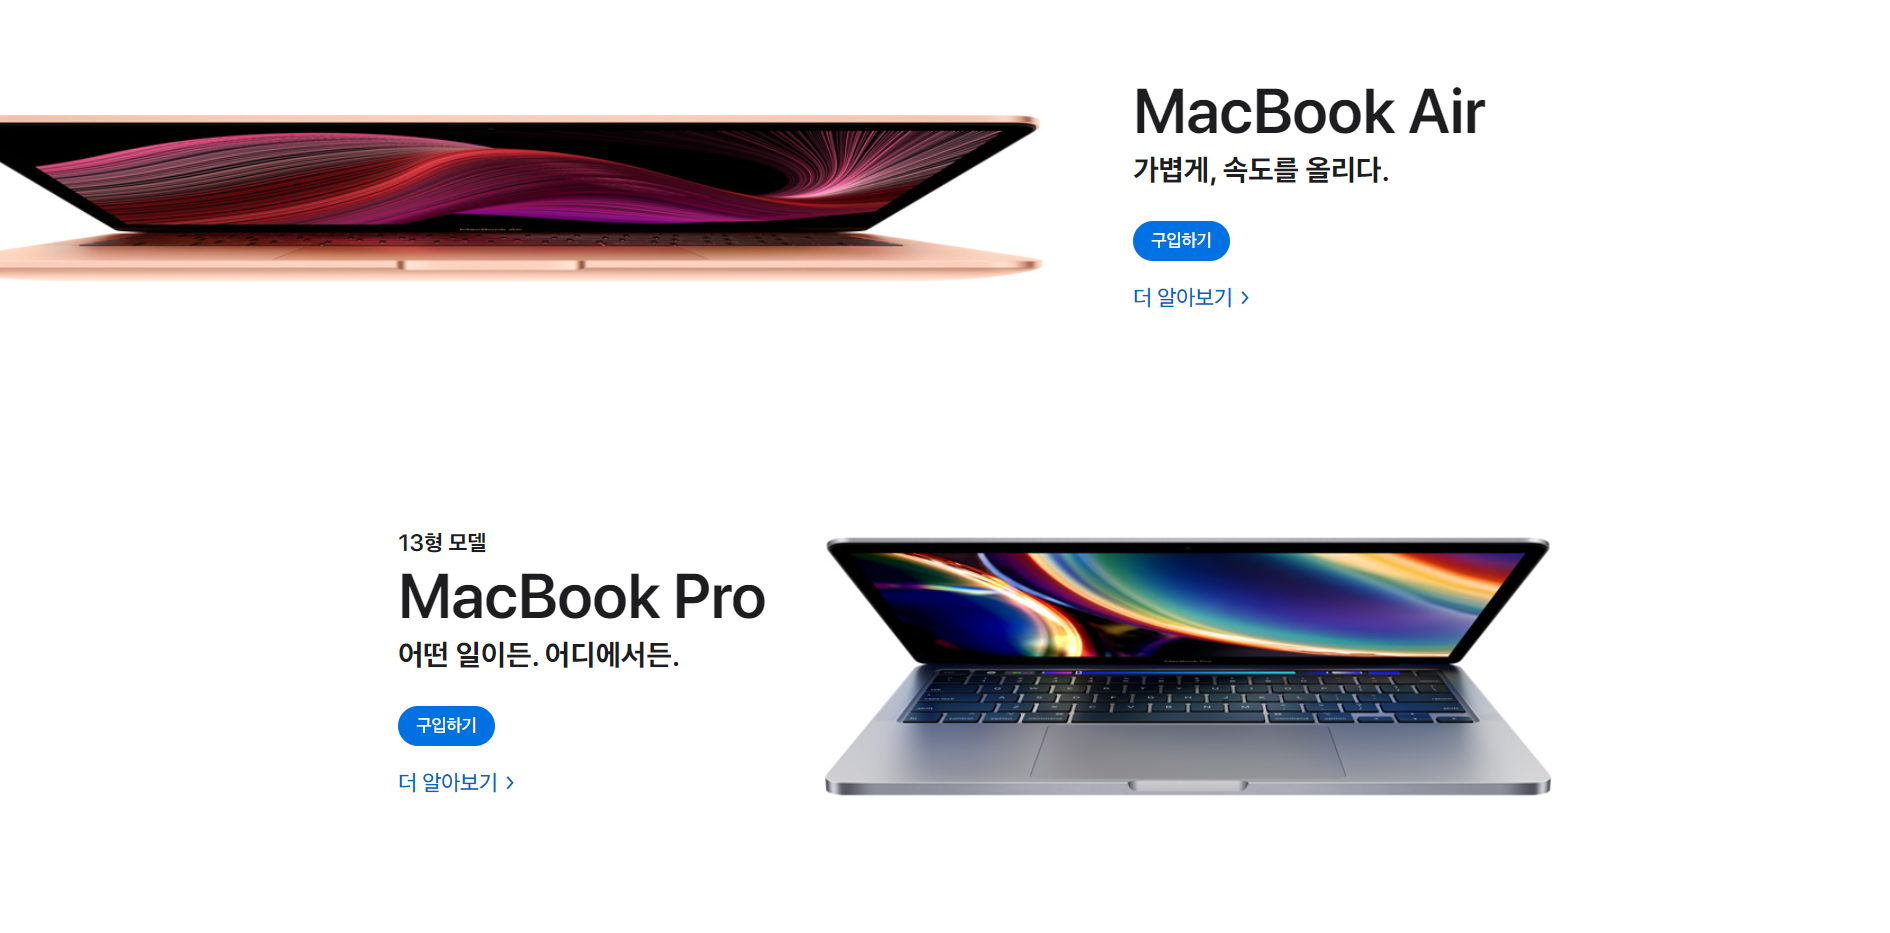 MacBook Air
가볍게, 속도를 올리다.
구입하기
더 알아보기 >
13형 모델
MacBook Pro
어떤 일이든. 어디에서든.
구입하기
더 알아보기 >